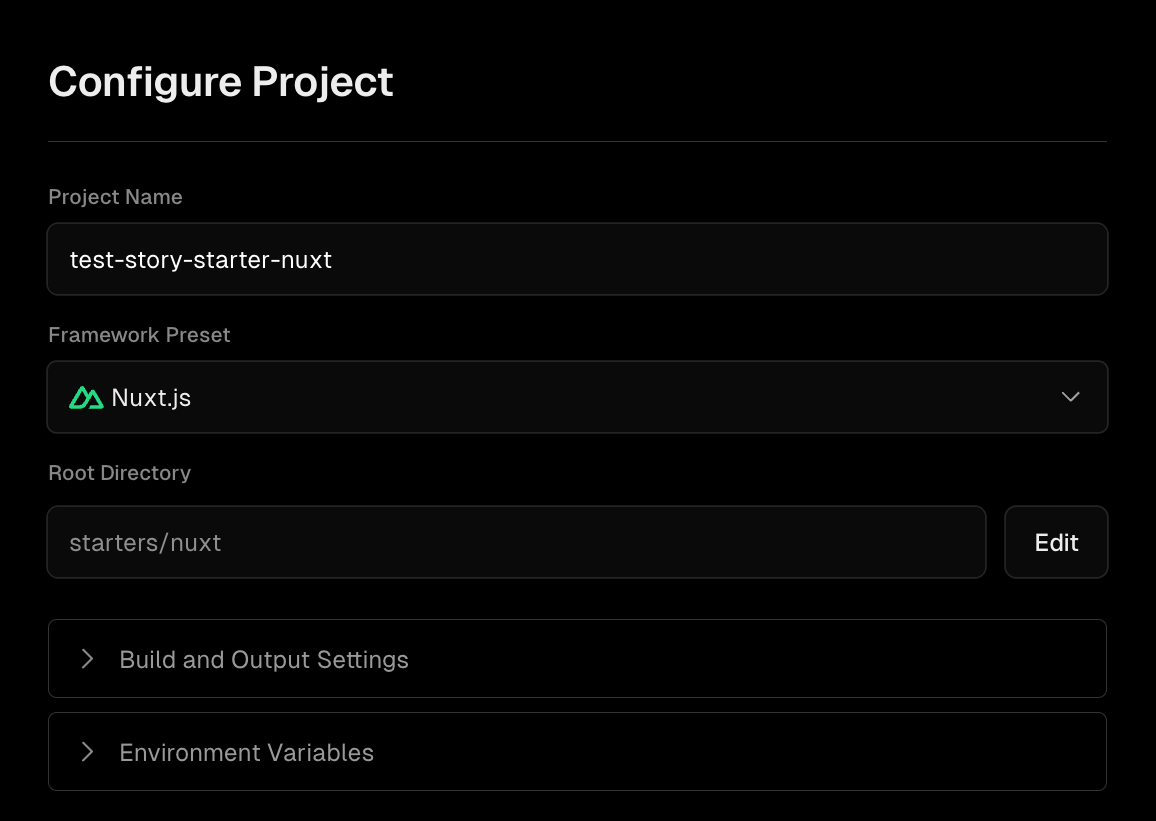 Configure Project
Project Name
test-story-starter-nuxt
Framework Preset
Nuxt.js
Root Directory
starters/nuxt
Edit
Build and Output Settings
Environment Variables